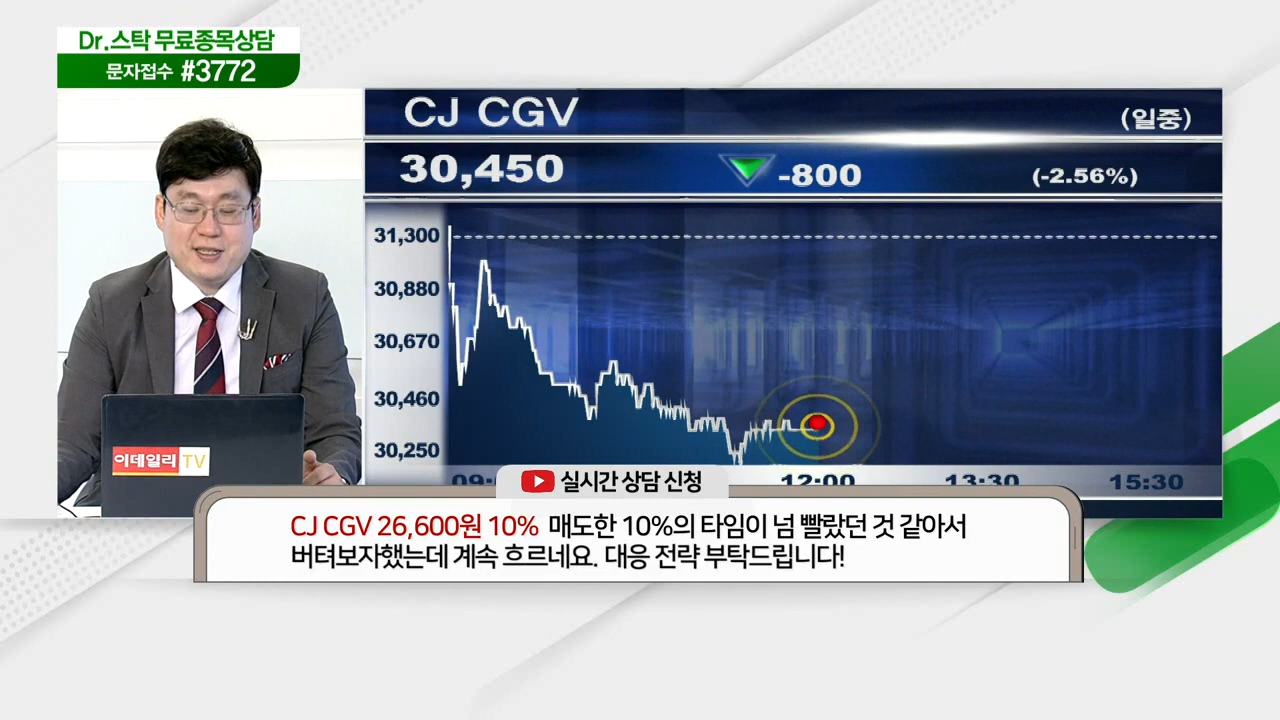 Dr.스탁 무료종목상담
문자접수 #3772
CJ CGV (일중)
30,450 -800 (-2.56%)
31,300
30,880
30,670
30,460
30,250
12:00 13:30 15:30
이데일리TV
실시간 상담 신청
CJ CGV 26,600원 10% 매도한 10%의 타임이 넘 빨랐던 것 같아서
버텨보자했는데 계속 흐르네요. 대응 전략 부탁드립니다!